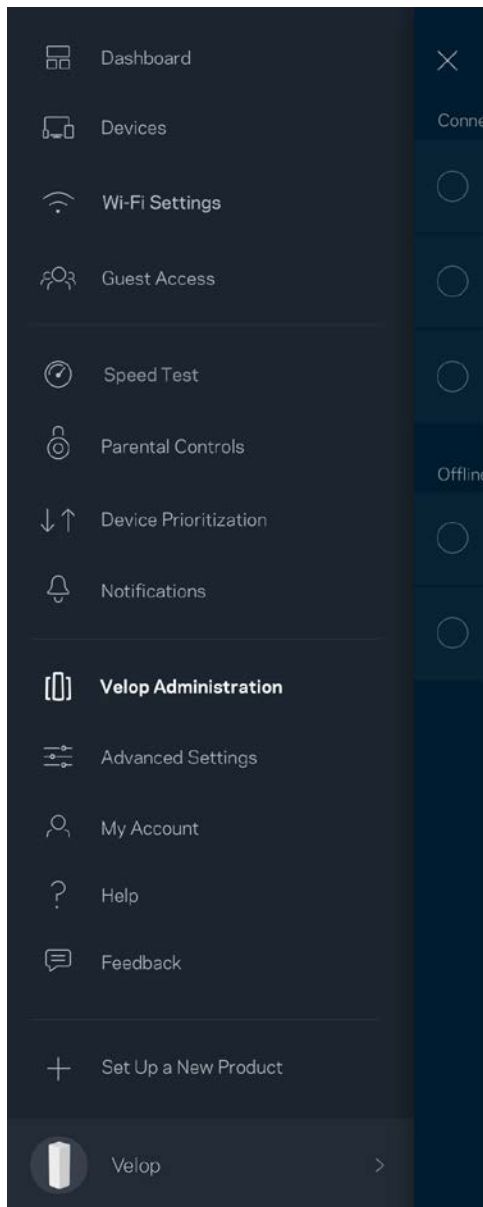 Dashboard
Devices
Wi-Fi Settings
Guest Access
Speed Test
Parental Controls
Device Prioritization
Notifications
Velop Administration
Advanced Settings
My Account
Help
Feedback
Set Up a New Product
Velop